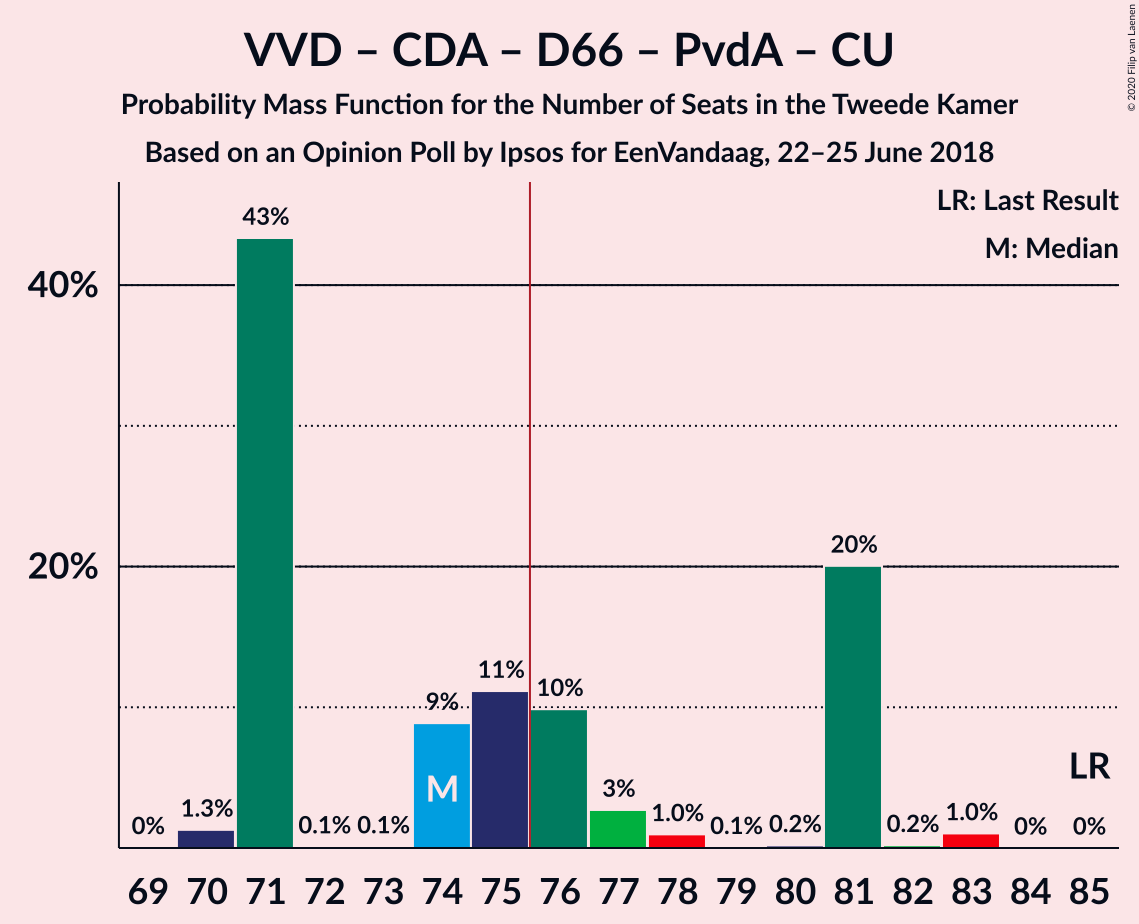 VVD – CDA – D66 – PvdA – CU
Probability Mass Function for the Number of Seats in the Tweede Kamer
Based on an Opinion Poll by Ipsos for EenVandaag, 22–25 June 2018
© 2020 Filip van Laenen
LR: Last Result
M: Median
43%
40%
20%
20%
11%
10%
9%
3%
M
LR
0%
1.3%
0.1%
0.1%
1.0%
0.1%
0.2%
0.2%
1.0%
0%
0%
69 70 71 72 73 74 75 76 77 78 79 80 81 82 83 84 85